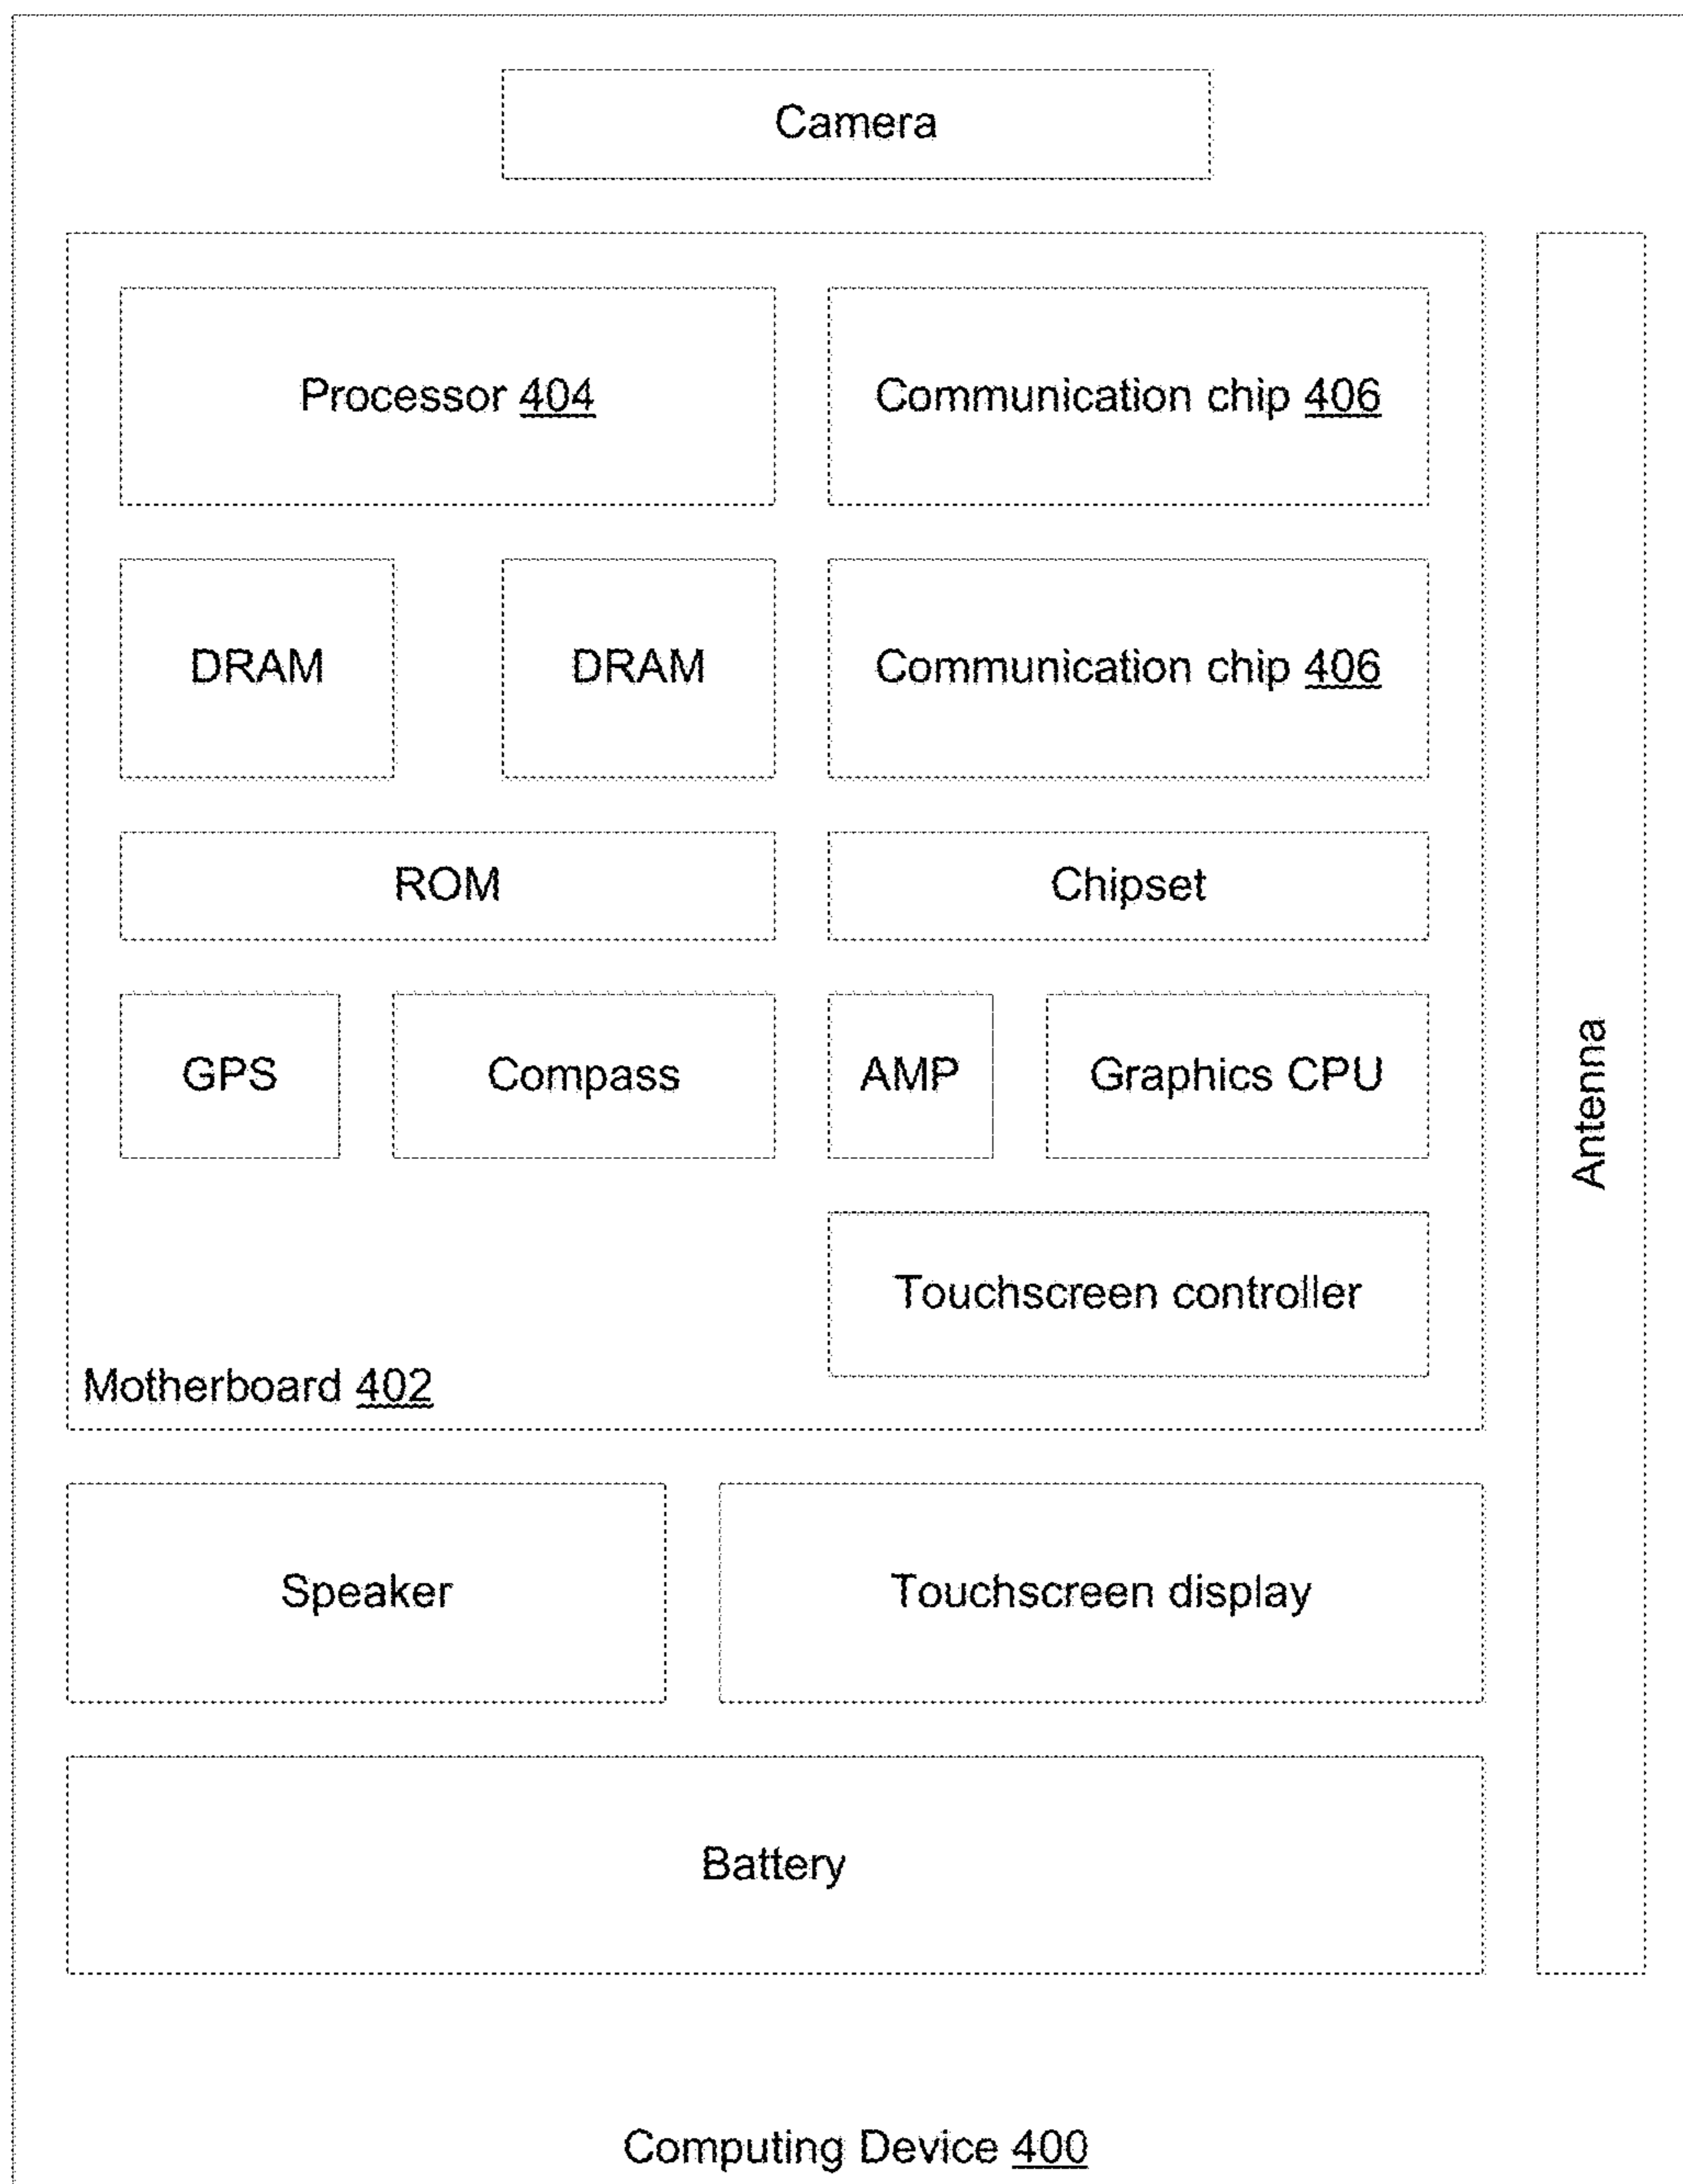 Camera
Processor 404
Communication chip 406
DRAM
DRAM
Communication chip 406
ROM
Chipset
GPS
Compass
AMP
Graphics CPU
Touchscreen controller
Motherboard 402
Antenna
Speaker
Touchscreen display
Battery
Computing Device 400